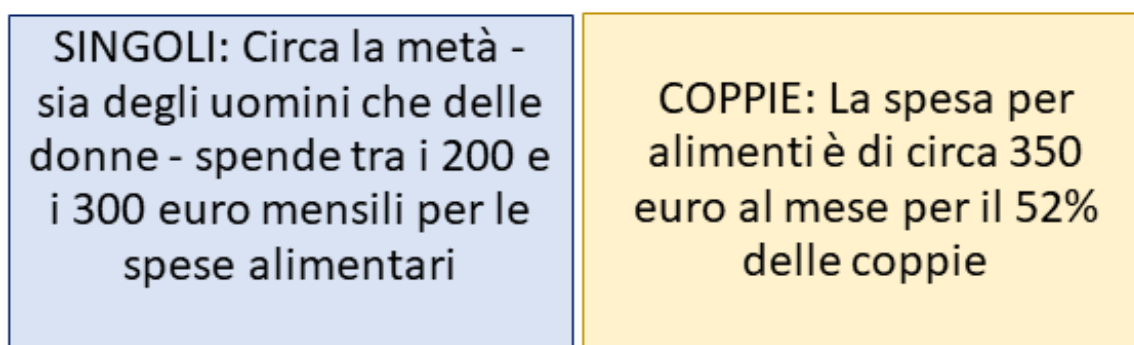 SINGOLI: Circa la metà -
sia degli uomini che delle
donne - spende tra i 200 e
i 300 euro mensili per le
spese alimentari
COPPIE: La spesa per
alimenti è di circa 350
euro al mese per il 52%
delle coppie